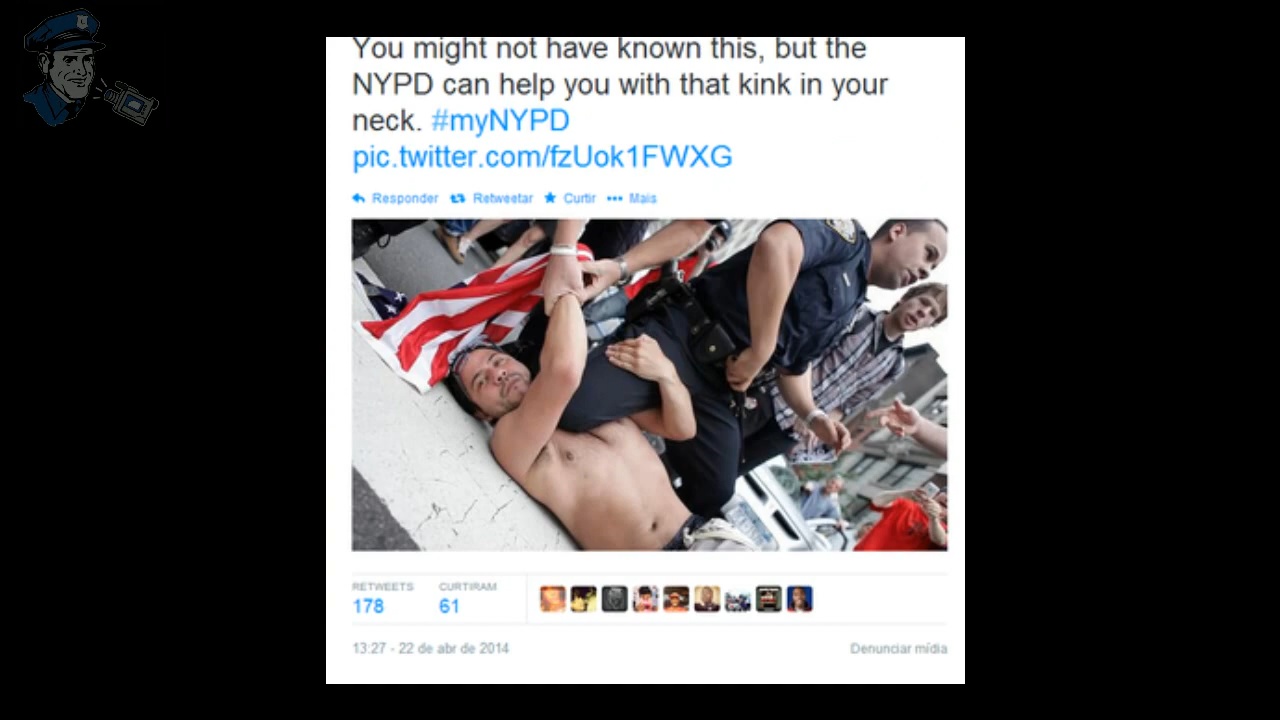 You might not have known this, but the
NYPD can help you with that kink in your
neck. #myNYPD
pic.twitter.com/fzUok1FWXG
Responder Retweetar Curtir Mais
RETWEETS CURTIRAM
178 61
13:27 - 22 de abr de 2014 Denunciar mídia